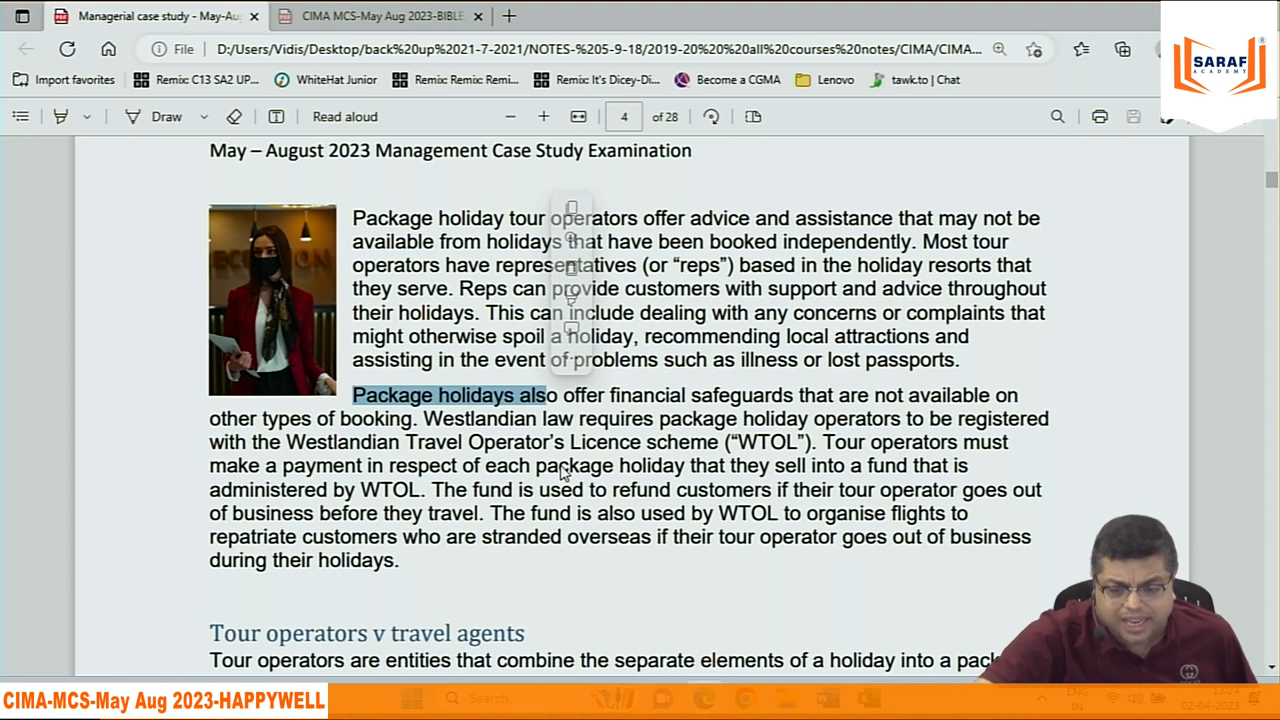 Managerial case study - May-Au
CIMA MCS-May Aug 2023-BIBLE
File
D:/Users/Vidis/Desktop/back%20up%2021-7-2021/NOTES-%205-9-18/2019-20%20%20all%20courses%20notes/CIMA/CIMA...
Import favorites
Remix: C13 SA2 UP...
WhiteHat Junior
Remix: Remix Remi...
Remix: It's Dicey-Di...
Become a CGMA
Lenovo
tawk.to | Chat
SARAF
ACADEMY
Draw
Read aloud
4
of 28
May – August 2023 Management Case Study Examination
Package holiday tour operators offer advice and assistance that may not be
available from holidays that have been booked independently. Most tour
operators have representatives (or “reps”) based in the holiday resorts that
they serve. Reps can provide customers with support and advice throughout
their holidays. This can include dealing with any concerns or complaints that
might otherwise spoil a holiday, recommending local attractions and
assisting in the event of problems such as illness or lost passports.
Package holidays also offer financial safeguards that are not available on
other types of booking. Westlandian law requires package holiday operators to be registered
with the Westlandian Travel Operator’s Licence scheme (“WTOL”). Tour operators must
make a payment in respect of each package holiday that they sell into a fund that is
administered by WTOL. The fund is used to refund customers if their tour operator goes out
of business before they travel. The fund is also used by WTOL to organise flights to
repatriate customers who are stranded overseas if their tour operator goes out of business
during their holidays.
Tour operators v travel agents
Tour operators are entities that combine the separate elements of a holiday into a pack
Search
ENG
IN
13:24
02-04-2023
CIMA-MCS-May Aug 2023-HAPPYWELL